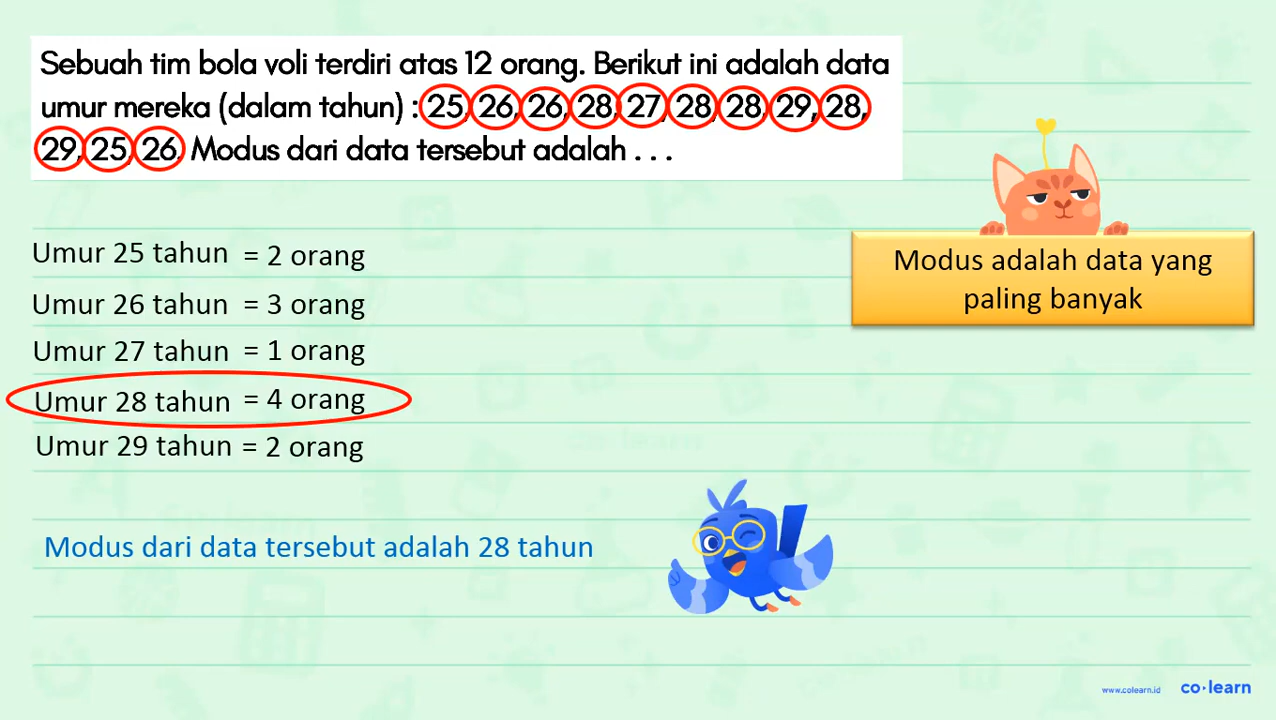 Sebuah tim bola voli terdiri atas 12 orang. Berikut ini adalah data
umur mereka (dalam tahun) : 25, 26, 26, 28, 27, 28, 28, 29, 28,
29, 25, 26. Modus dari data tersebut adalah . . .
Modus adalah data yang
paling banyak
Umur 25 tahun = 2 orang
Umur 26 tahun = 3 orang
Umur 27 tahun = 1 orang
Umur 28 tahun = 4 orang
Umur 29 tahun = 2 orang
Modus dari data tersebut adalah 28 tahun
www.colearn.id co·learn